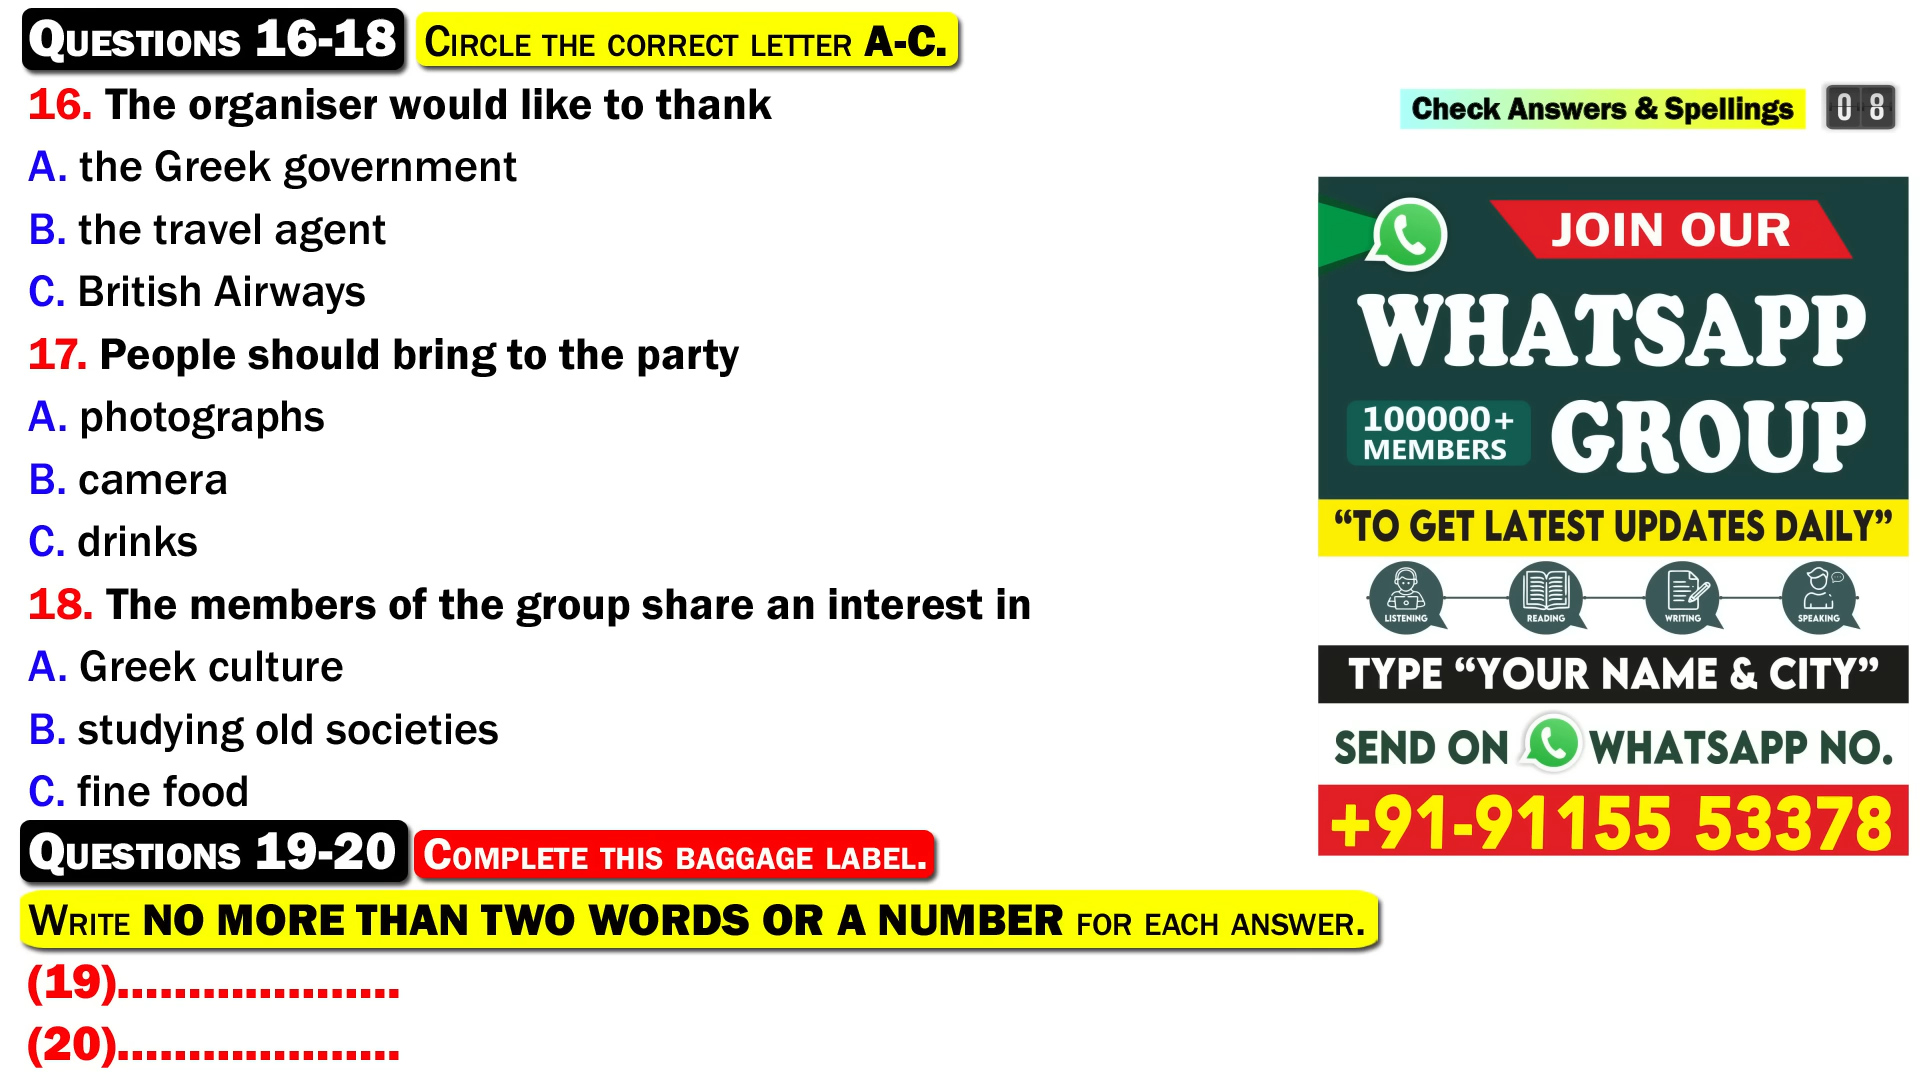 QUESTIONS 16-18 CIRCLE THE CORRECT LETTER A-C.
16. The organiser would like to thank
A. the Greek government
B. the travel agent
C. British Airways
17. People should bring to the party
A. photographs
B. camera
C. drinks
18. The members of the group share an interest in
A. Greek culture
B. studying old societies
C. fine food
QUESTIONS 19-20 COMPLETE THIS BAGGAGE LABEL.
WRITE NO MORE THAN TWO WORDS OR A NUMBER FOR EACH ANSWER.
(19)....................
(20)....................
Check Answers & Spellings 08
JOIN OUR
WHATSAPP
100000+
MEMBERS
GROUP
“TO GET LATEST UPDATES DAILY”
LISTENING READING WRITING SPEAKING
TYPE “YOUR NAME & CITY”
SEND ON WHATSAPP NO.
+91-91155 53378